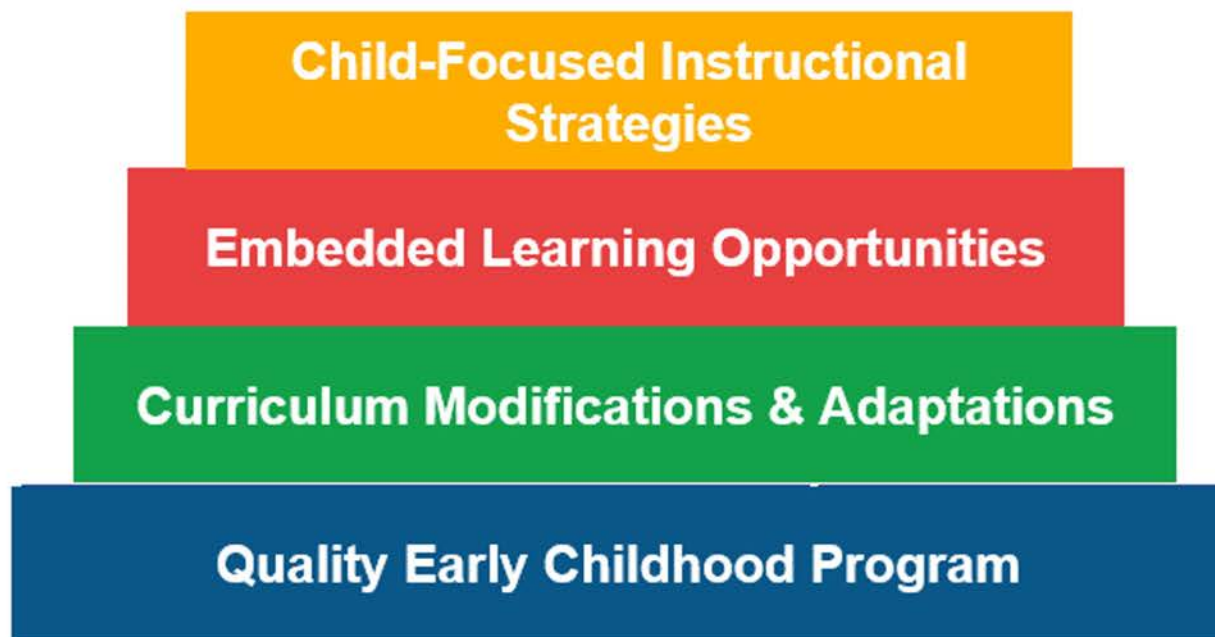 Child-Focused Instructional
Strategies
Embedded Learning Opportunities
Curriculum Modifications & Adaptations
Quality Early Childhood Program